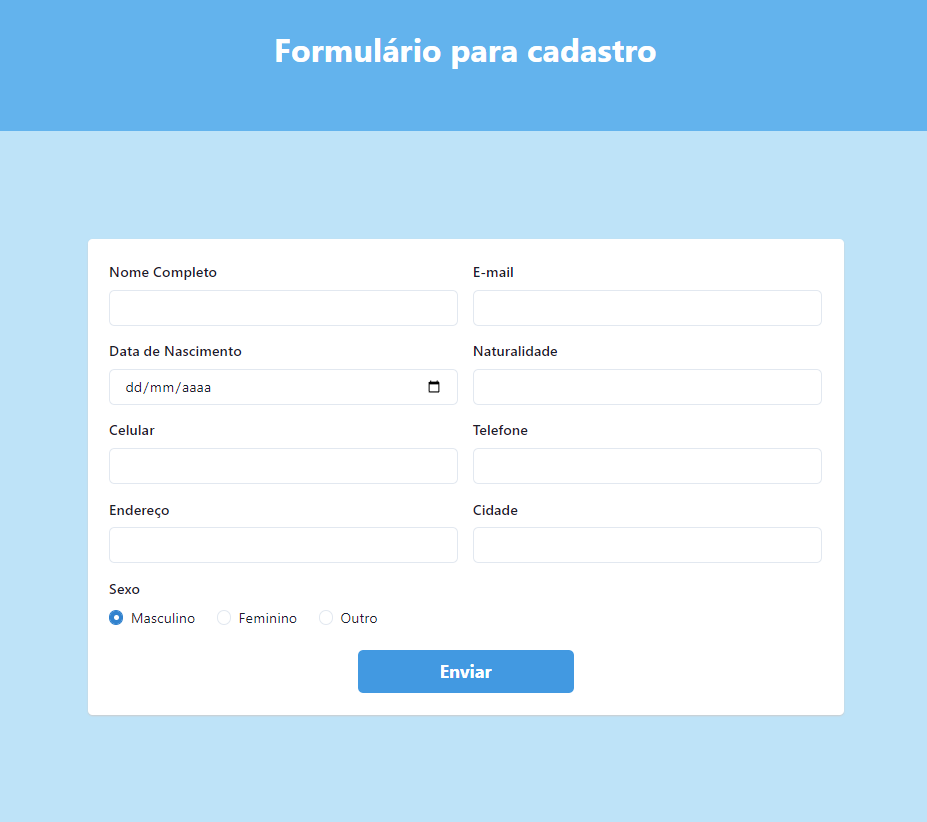 Formulário para cadastro
Nome Completo
E-mail
Data de Nascimento
Naturalidade
dd/mm/aaaa
Celular
Telefone
Endereço
Cidade
Sexo
Masculino Feminino Outro
Enviar